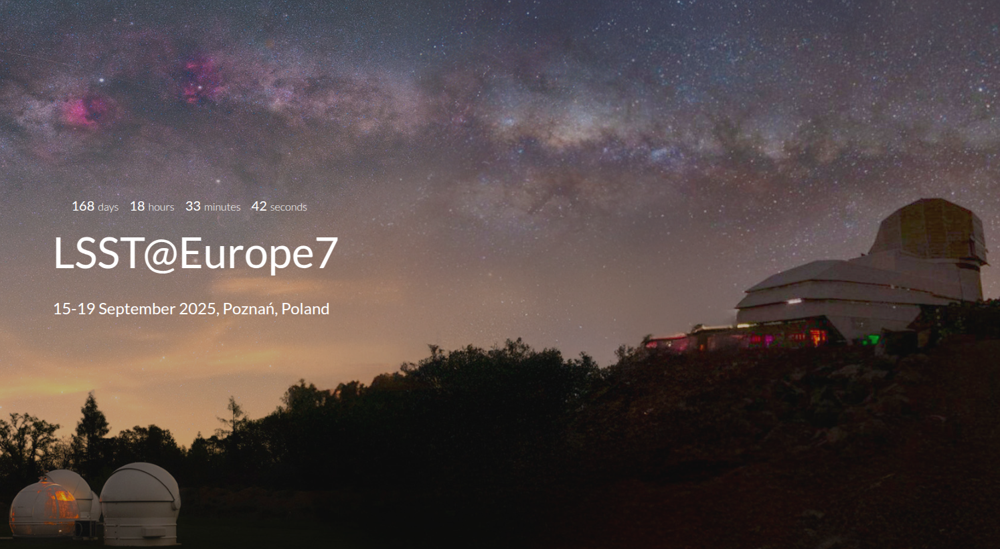 168 days 18 hours 33 minutes 42 seconds
LSST@Europe7
15-19 September 2025, Poznań, Poland